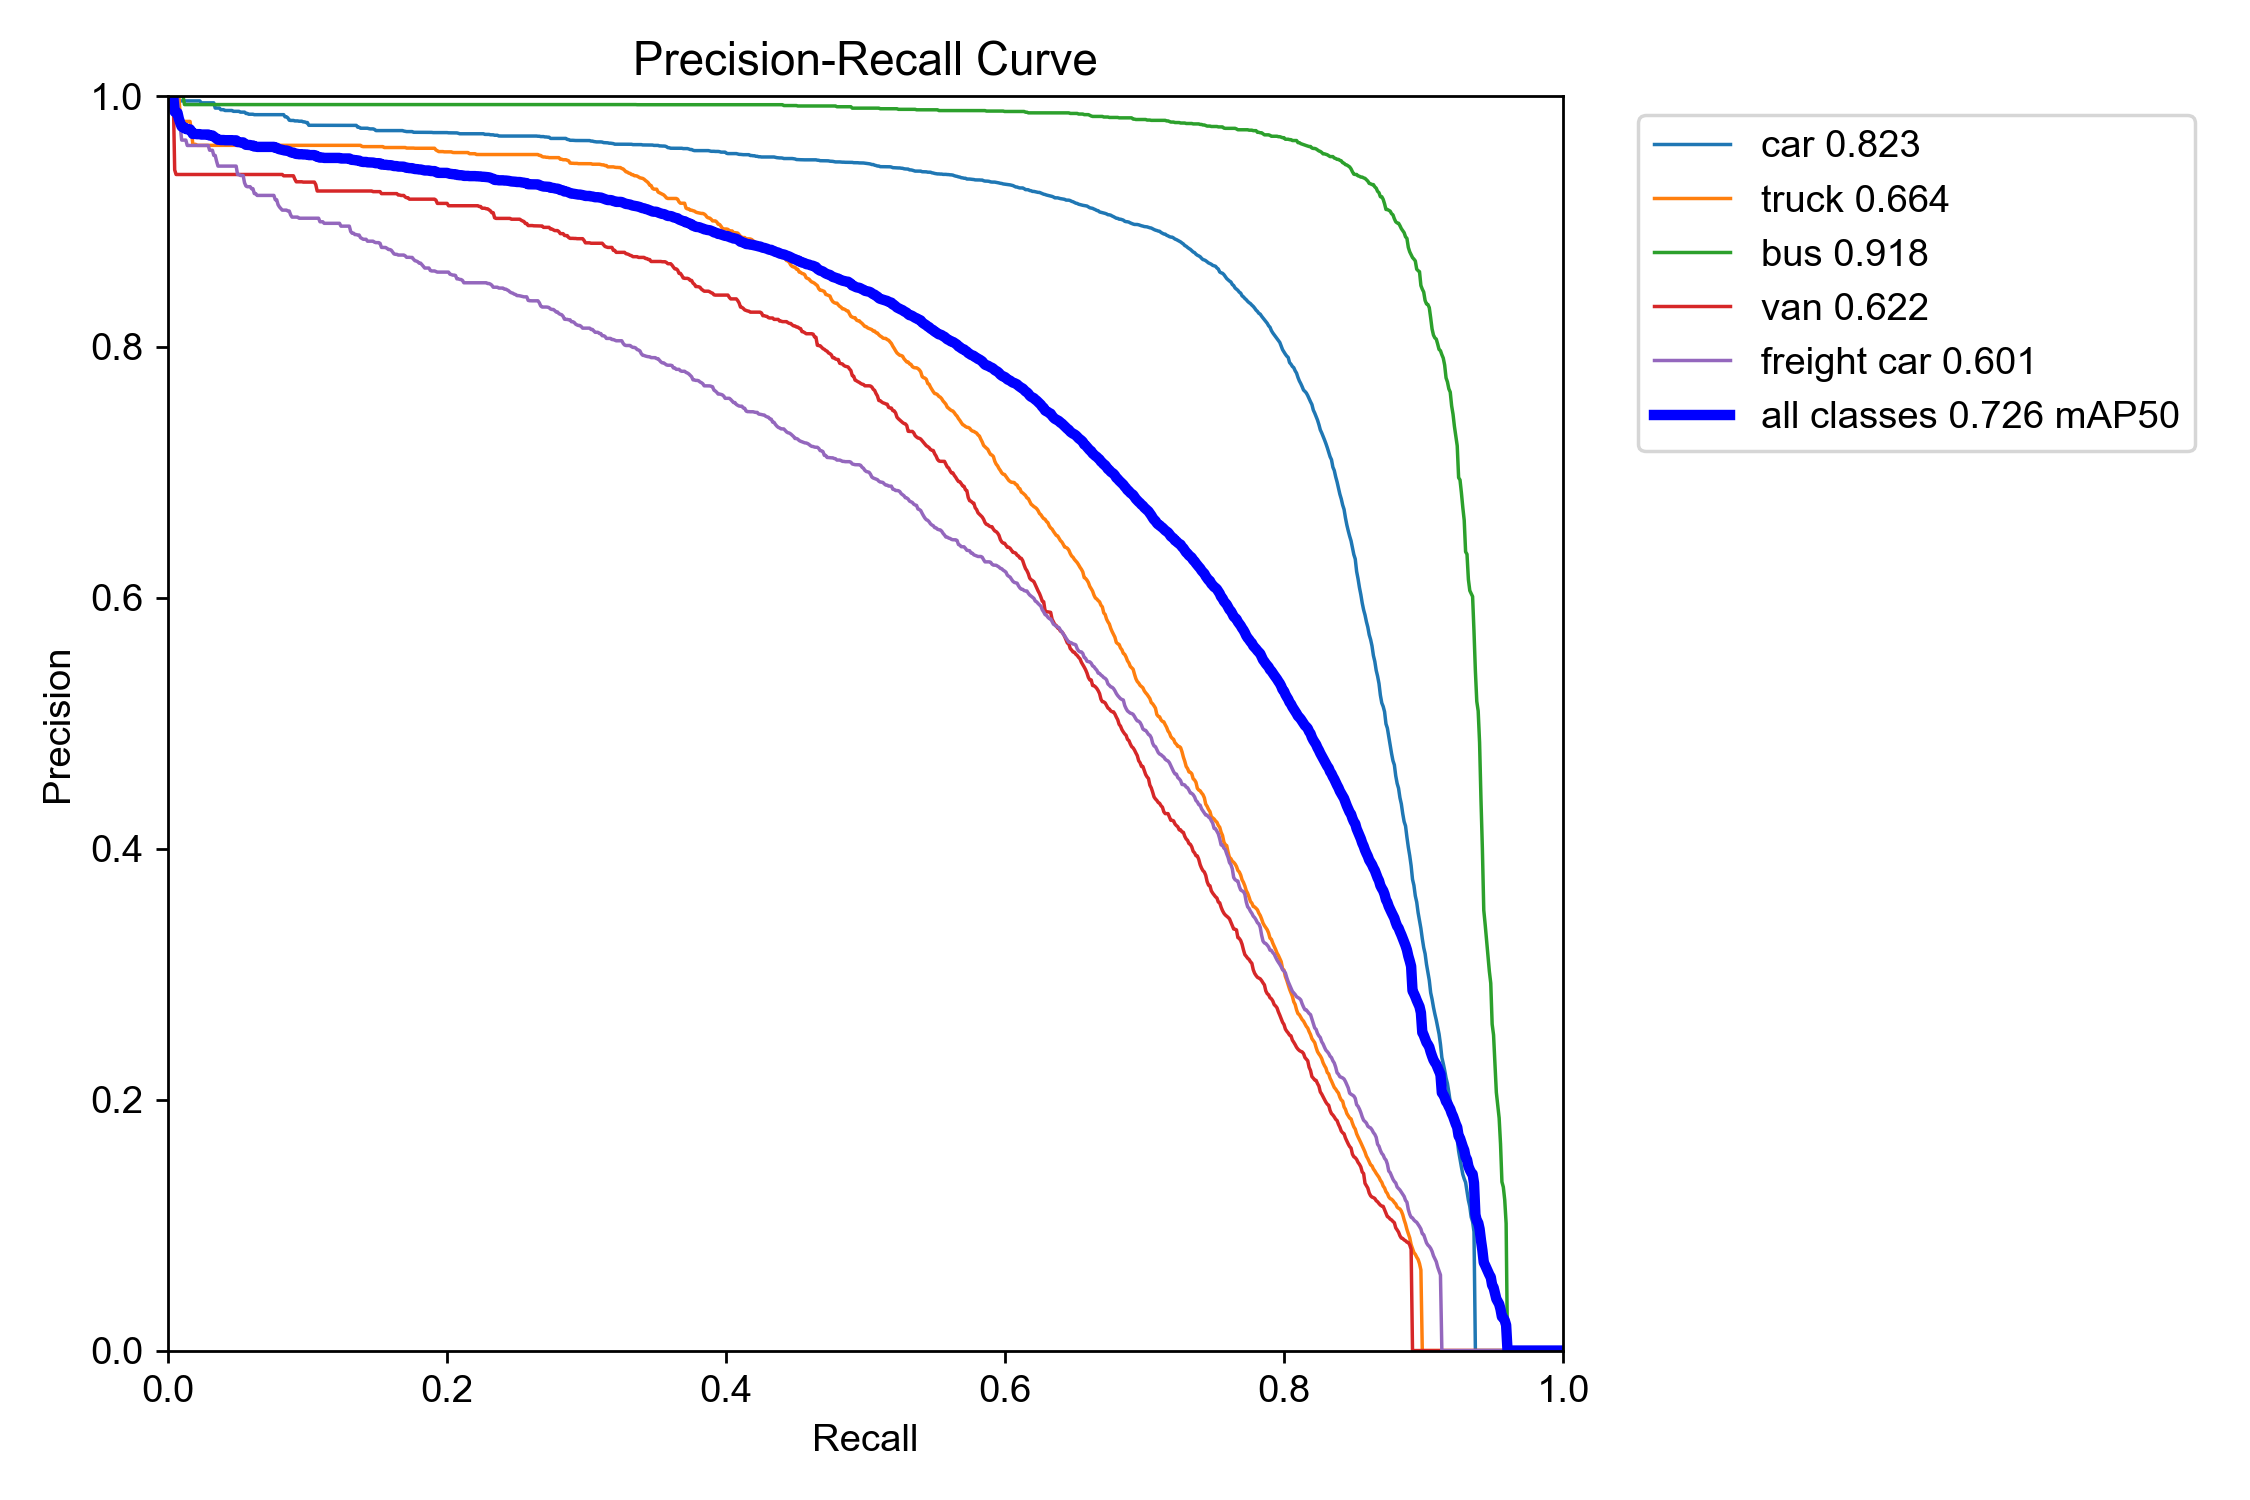 Precision-Recall Curve
1.0
0.8
0.6
0.4
0.2
0.0
Precision
0.0 0.2 0.4 0.6 0.8 1.0
Recall
car 0.823
truck 0.664
bus 0.918
van 0.622
freight car 0.601
all classes 0.726 mAP50